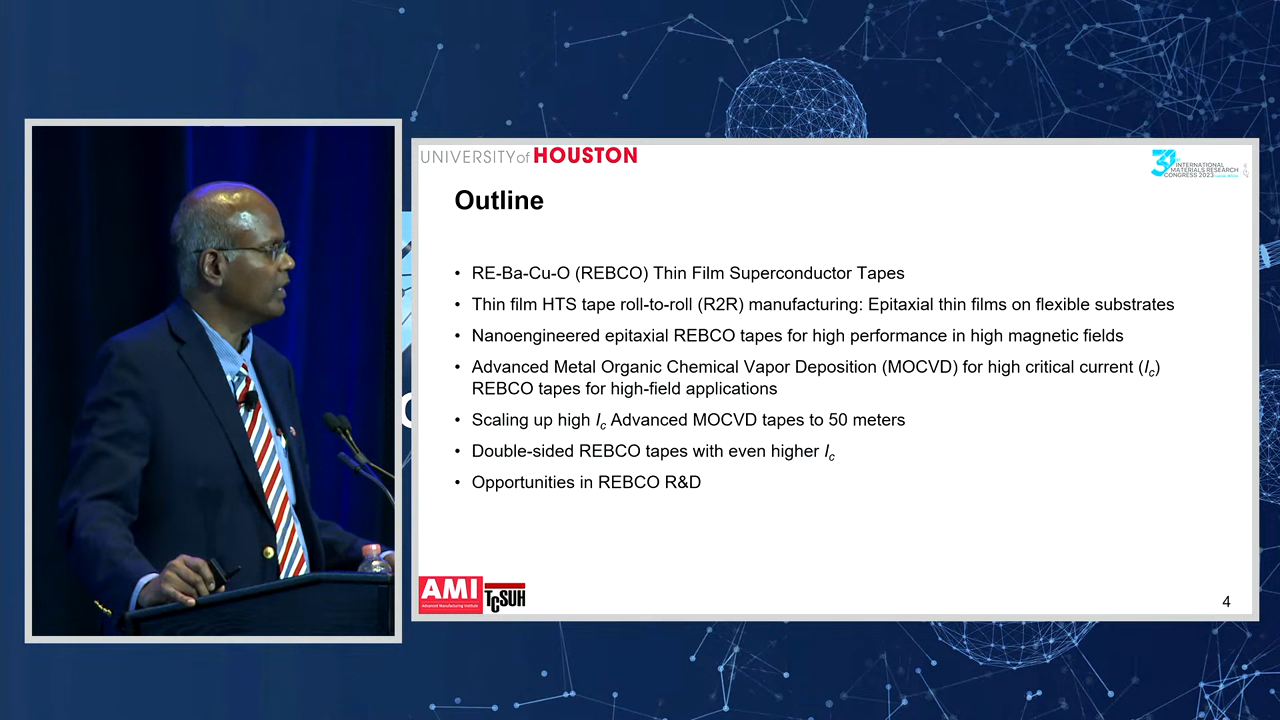 UNIVERSITYof HOUSTON
INTERNATIONAL
MATERIALS RESEARCH
CONGRESS 2023
Outline
• RE-Ba-Cu-O (REBCO) Thin Film Superconductor Tapes
• Thin film HTS tape roll-to-roll (R2R) manufacturing: Epitaxial thin films on flexible substrates
• Nanoengineered epitaxial REBCO tapes for high performance in high magnetic fields
• Advanced Metal Organic Chemical Vapor Deposition (MOCVD) for high critical current (Ic)
REBCO tapes for high-field applications
• Scaling up high Ic Advanced MOCVD tapes to 50 meters
• Double-sided REBCO tapes with even higher Ic
• Opportunities in REBCO R&D
AMI
Advanced Manufacturing Institute
TCSUH
4